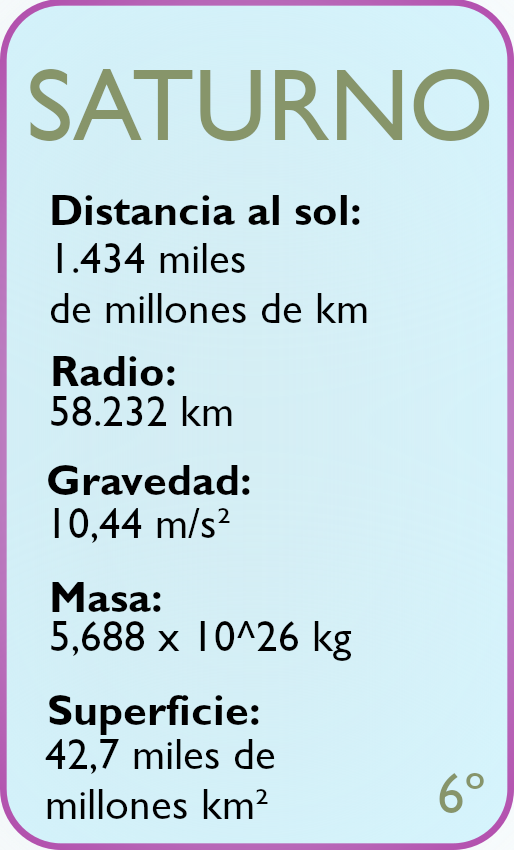 SATURNO
Distancia al sol:
1.434 miles
de millones de km
Radio:
58.232 km
Gravedad:
10,44 m/s²
Masa:
5,688 x 10^26 kg
Superficie:
42,7 miles de
millones km²
6º